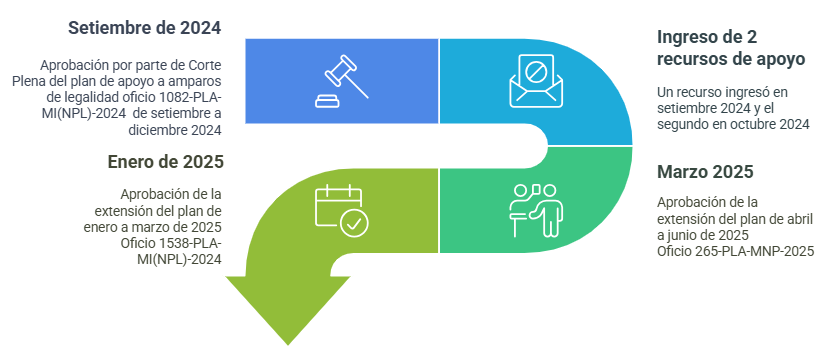 Setiembre de 2024
Aprobación por parte de Corte
Plena del plan de apoyo a amparos
de legalidad oficio 1082-PLA-
MI(NPL)-2024 de setiembre a
diciembre 2024
Ingreso de 2
recursos de apoyo
Un recurso ingresó en
setiembre 2024 y el
segundo en octubre 2024
Enero de 2025
Aprobación de la
extensión del plan de
enero a marzo de 2025
Oficio 1538-PLA-
MI(NPL)-2024
Marzo 2025
Aprobación de la
extensión del plan de abril
a junio de 2025
Oficio 265-PLA-MNP-2025